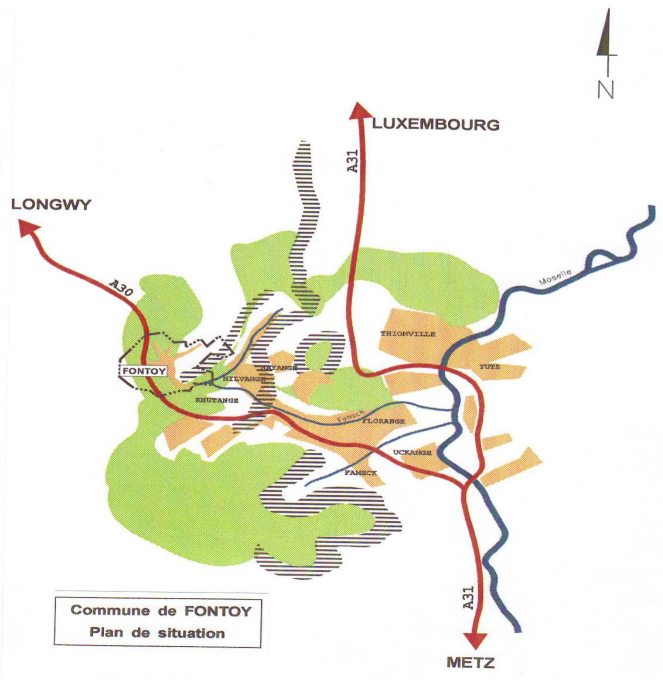 N
LUXEMBOURG
A31
LONGWY
A30
Moselle
THIONVILLE
YUTZ
FONTOY
HAYANGE
NILVANGE
KNUTANGE
Fensch
FLORANGE
UCKANGE
FAMECK
A31
Commune de FONTOY
Plan de situation
METZ